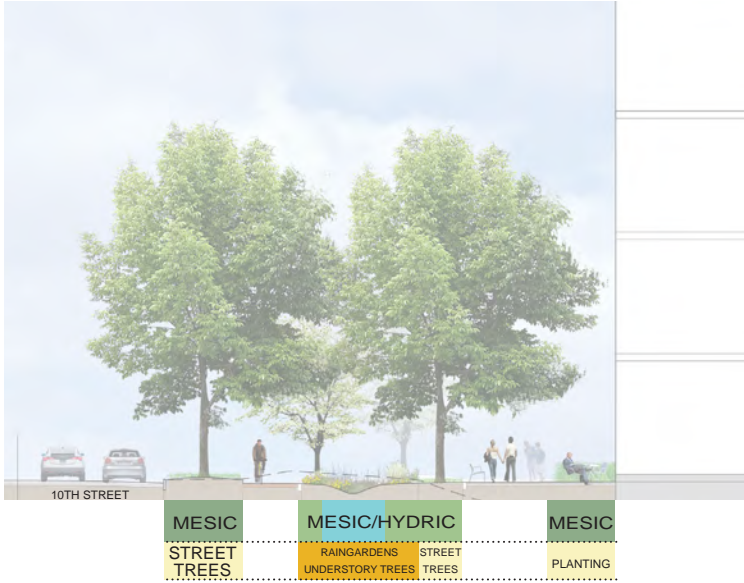 10TH STREET
MESIC
MESIC/HYDRIC
MESIC
STREET
TREES
RAINGARDENS
UNDERSTORY TREES
STREET
TREES
PLANTING